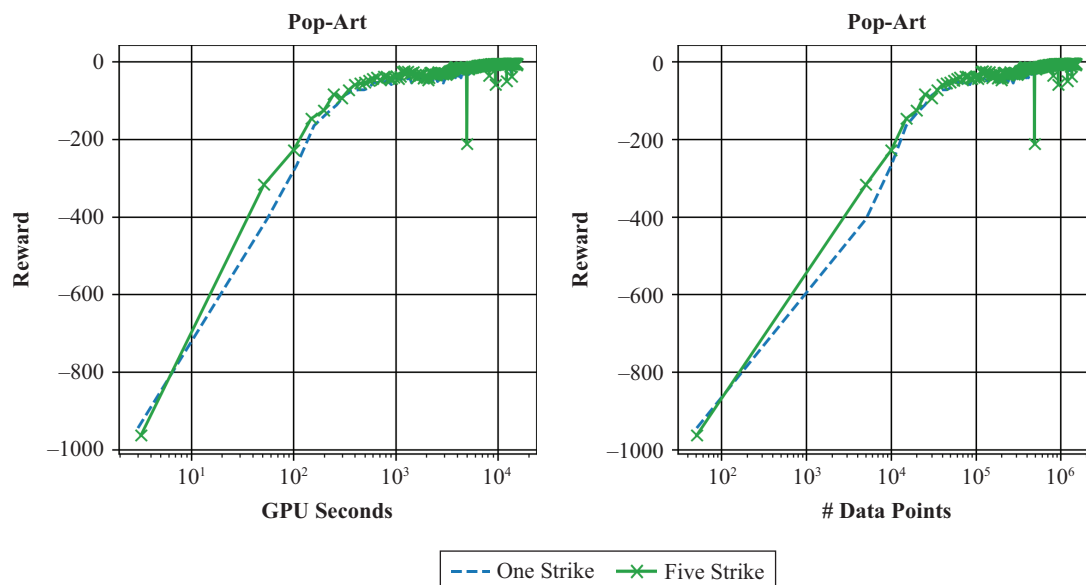 Pop-Art
0
–200
–400
–600
–800
–1000
Reward
10¹
10²
10³
10⁴
GPU Seconds
Pop-Art
0
–200
–400
–600
–800
–1000
Reward
10²
10³
10⁴
10⁵
10⁶
# Data Points
One Strike
Five Strike